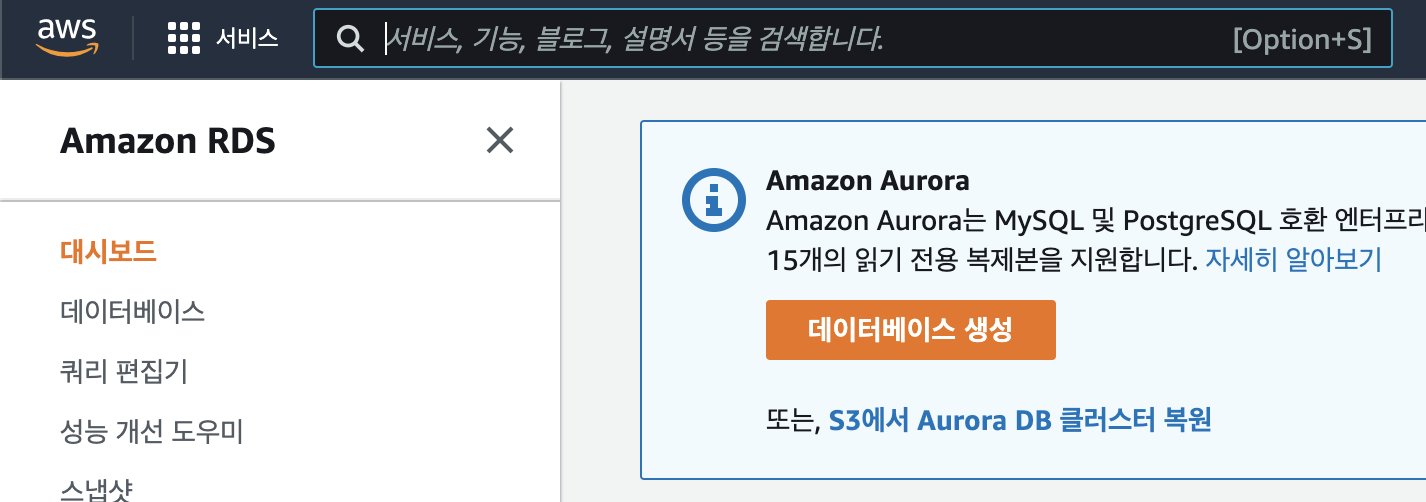 aws
서비스
서비스, 기능, 블로그, 설명서 등을 검색합니다.
[Option+S]
Amazon RDS
대시보드
데이터베이스
쿼리 편집기
성능 개선 도우미
스냅샷
Amazon Aurora
Amazon Aurora는 MySQL 및 PostgreSQL 호환 엔터프라
15개의 읽기 전용 복제본을 지원합니다. 자세히 알아보기
데이터베이스 생성
또는, S3에서 Aurora DB 클러스터 복원